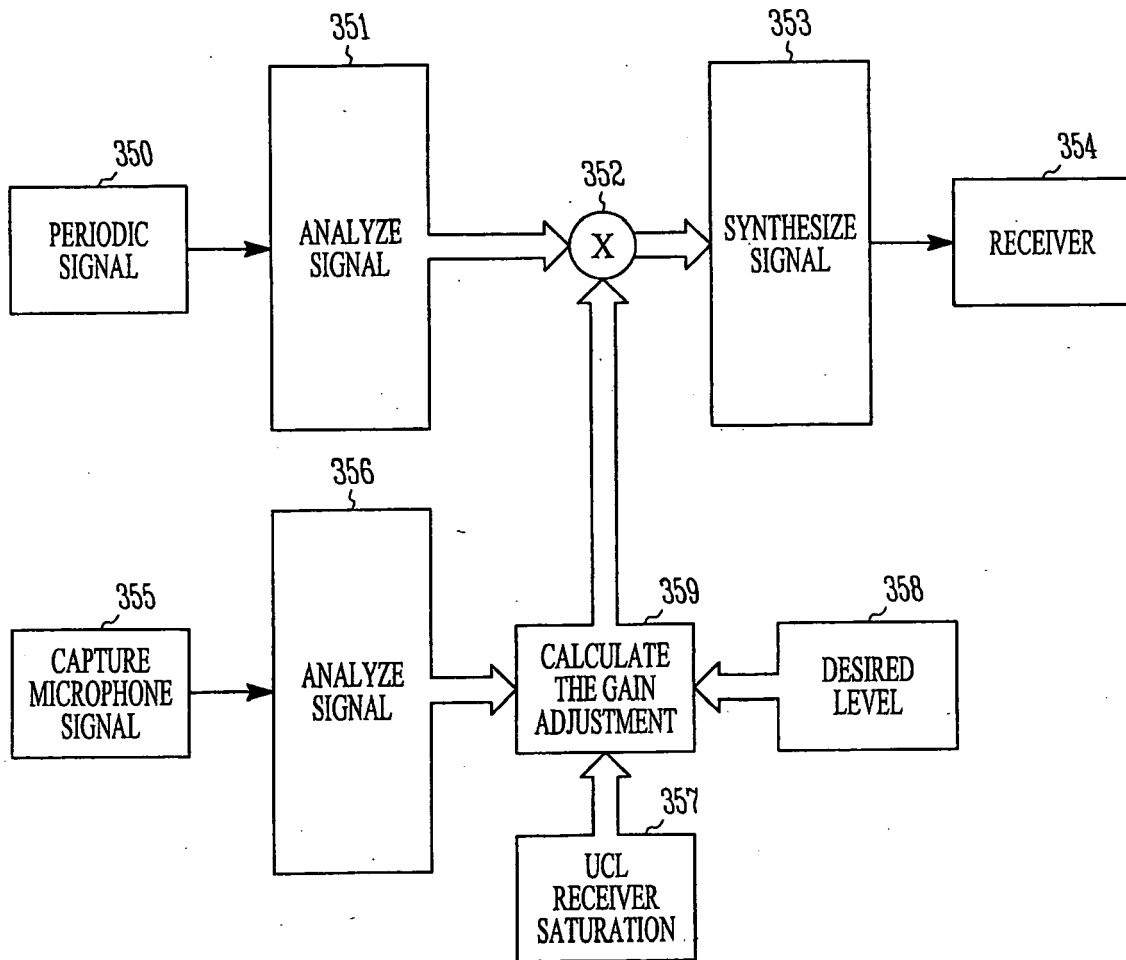 351
353
350
352
354
PERIODIC
SIGNAL
ANALYZE
SIGNAL
X
SYNTHESIZE
SIGNAL
RECEIVER
356
355
359
358
CAPTURE
MICROPHONE
SIGNAL
ANALYZE
SIGNAL
CALCULATE
THE GAIN
ADJUSTMENT
DESIRED
LEVEL
357
UCL
RECEIVER
SATURATION